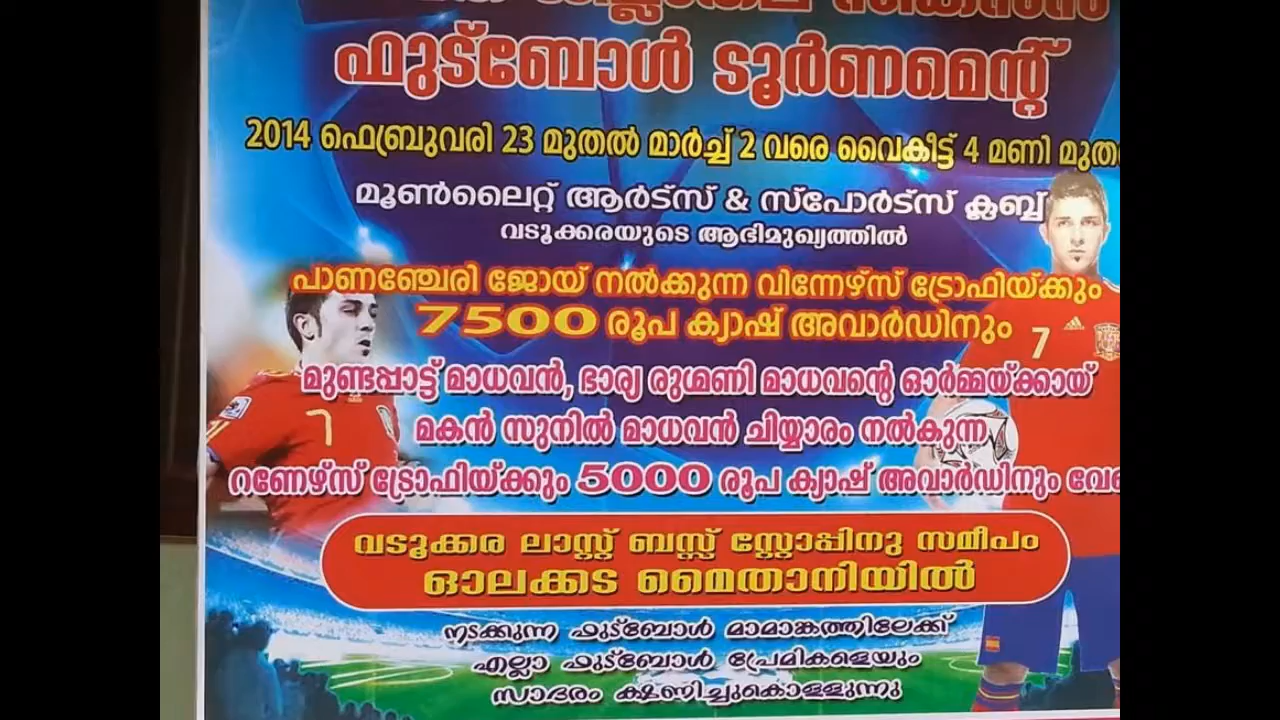 ഫുട്ബോൾ ടൂർണമെന്റ്
2014 ഫെബ്രുവരി 23 മുതൽ മാർച്ച് 2 വരെ വൈകീട്ട് 4 മണി
മൂൺലൈറ്റ് ആർട്സ് & സ്പോർട്സ് ക്ലബ്ബ്
വടൂക്കരയുടെ ആഭിമുഖ്യത്തിൽ
പാണഞ്ചേരി ജോയ് നൽക്കുന്ന വിന്നേഴ്സ് ട്രോഫിയ്ക്കും
7500 രൂപ ക്യാഷ് അവാർഡിനും
മുണ്ടപ്പാട്ട് മാധവൻ, ഭാര്യ രുഗ്മണി മാധവന്റെ ഓർമ്മയ്ക്കായ്
മകൻ സുനിൽ മാധവൻ ചിയ്യാരം നൽകുന്ന
റണേഴ്സ് ട്രോഫിയ്ക്കും 5000 രൂപ ക്യാഷ് അവാർഡിനും
വടൂക്കര ലാസ്റ്റ് ബസ്സ് സ്റ്റോപ്പിനു സമീപം
ഓലക്കട മൈതാനിയിൽ
നടക്കുന്ന ഫുട്ബോൾ മാമാങ്കത്തിലേക്ക്
എല്ലാ ഫുട്ബോൾ പ്രേമികളെയും
സാദരം ക്ഷണിച്ചുകൊള്ളുന്നു
7
7